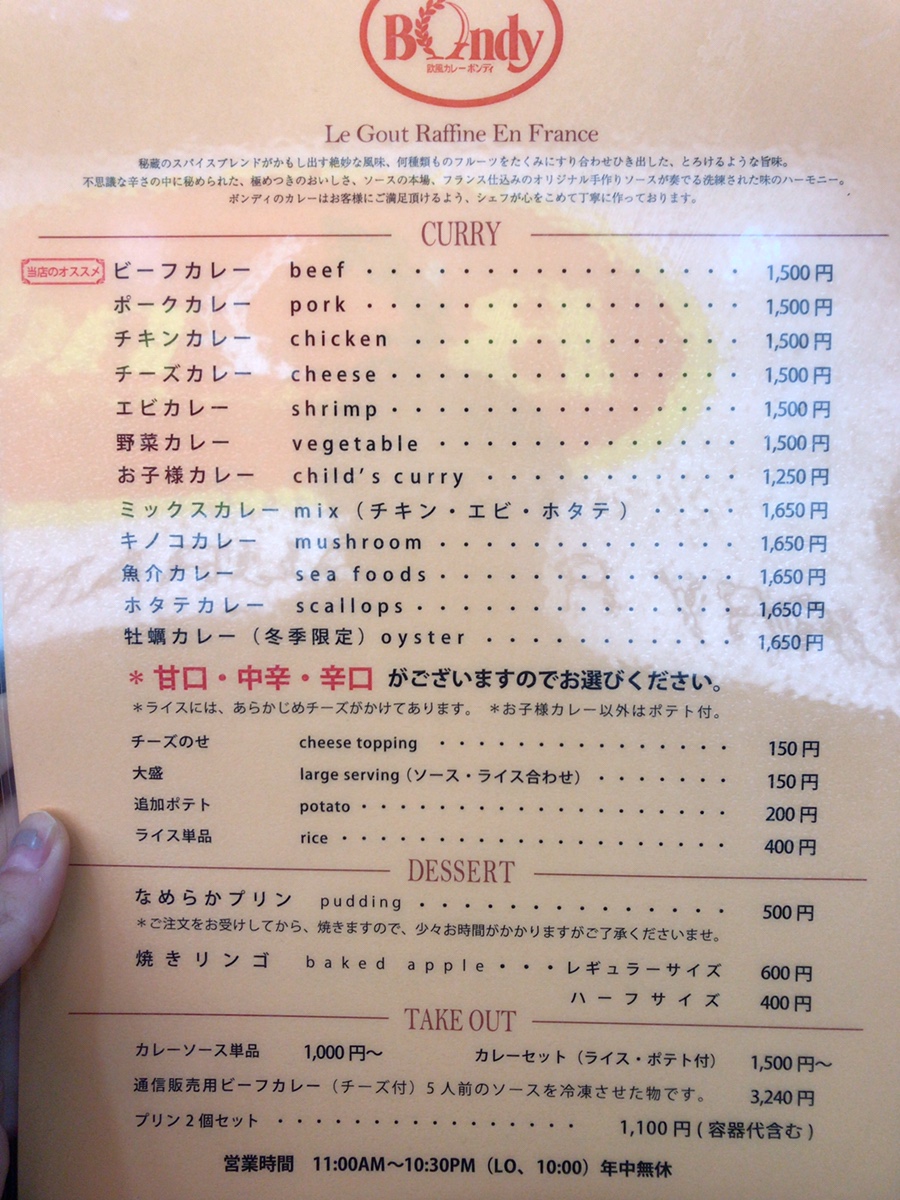 Bondy
欧風カレーボンディ
Le Gout Raffine En France
秘蔵のスパイスブレンドがかもし出す絶妙な風味、何種類ものフルーツをたくみにすり合わせひき出した、とろけるような旨味。
不思議な辛さの中に秘められた、極めつきのおいしさ、ソースの本場、フランス仕込みのオリジナル手作りソースが奏でる洗練された味のハーモニー。
ボンディのカレーはお客様にご満足頂けるよう、シェフが心をこめて丁寧に作っております。
CURRY
当店のオススメ ビーフカレー beef ・・・・・・・・・・・・・・・ 1,500円
ポークカレー pork ・・・・・・・・・・・・・・・ 1,500円
チキンカレー chicken ・・・・・・・・・・・・・ 1,500円
チーズカレー cheese ・・・・・・・・・・・・・・ 1,500円
エビカレー shrimp ・・・・・・・・・・・・・・ 1,500円
野菜カレー vegetable ・・・・・・・・・・・・ 1,500円
お子様カレー child's curry ・・・・・・・・・・ 1,250円
ミックスカレー mix（チキン・エビ・ホタテ） ・・・・ 1,650円
キノコカレー mushroom ・・・・・・・・・・・・ 1,650円
魚介カレー sea foods ・・・・・・・・・・・・ 1,650円
ホタテカレー scallops ・・・・・・・・・・・・・ 1,650円
牡蠣カレー（冬季限定）oyster ・・・・・・・・・・ 1,650円
＊甘口・中辛・辛口 がございますのでお選びください。
＊ライスには、あらかじめチーズがかけてあります。 ＊お子様カレー以外はポテト付。
チーズのせ cheese topping ・・・・・・・・・・・・・・ 150円
大盛 large serving（ソース・ライス合わせ） ・・・・・・・ 150円
追加ポテト potato ・・・・・・・・・・・・・・・・・・ 200円
ライス単品 rice ・・・・・・・・・・・・・・・・・・・ 400円
DESSERT
なめらかプリン pudding ・・・・・・・・・・・・・・ 500円
＊ご注文をお受けしてから、焼きますので、少々お時間がかかりますがご了承くださいませ。
焼きリンゴ baked apple・・・レギュラーサイズ 600円
ハーフサイズ 400円
TAKE OUT
カレーソース単品 1,000円〜 カレーセット（ライス・ポテト付） 1,500円〜
通信販売用ビーフカレー（チーズ付）5人前のソースを冷凍させた物です。 3,240円
プリン2個セット ・・・・・・・・・・・・・・・・ 1,100円(容器代含む)
営業時間 11:00AM〜10:30PM（LO、10:00）年中無休